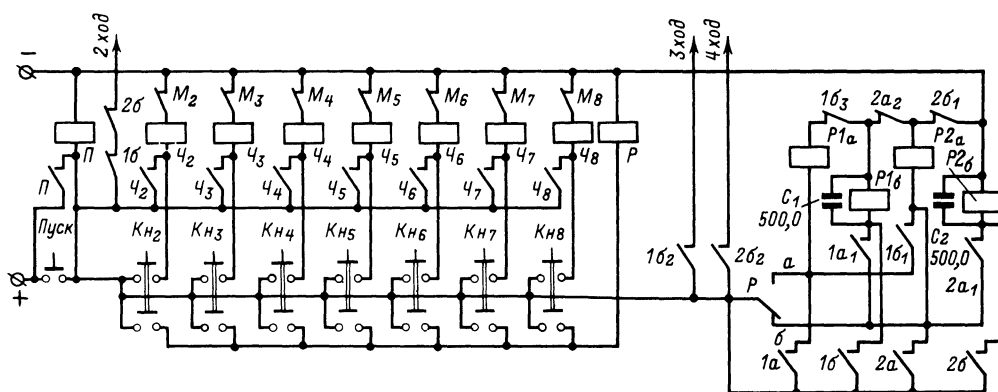 2 ход
3 ход
4 ход
−
2б
М2
М3
М4
М5
М6
М7
М8
1б3
2а2
2б1
П
Р
Р1а
Р2а
Р2б
1б
Ч2
Ч3
Ч4
Ч5
Ч6
Ч7
Ч8
П
Ч2
Ч3
Ч4
Ч5
Ч6
Ч7
Ч8
С1
500,0
Р1б
Пуск
Кн2
Кн3
Кн4
Кн5
Кн6
Кн7
Кн8
1б2
2б2
1а1
1б1
С2
500,0
2а1
+
а
Р
б
1а
1б
2а
2б